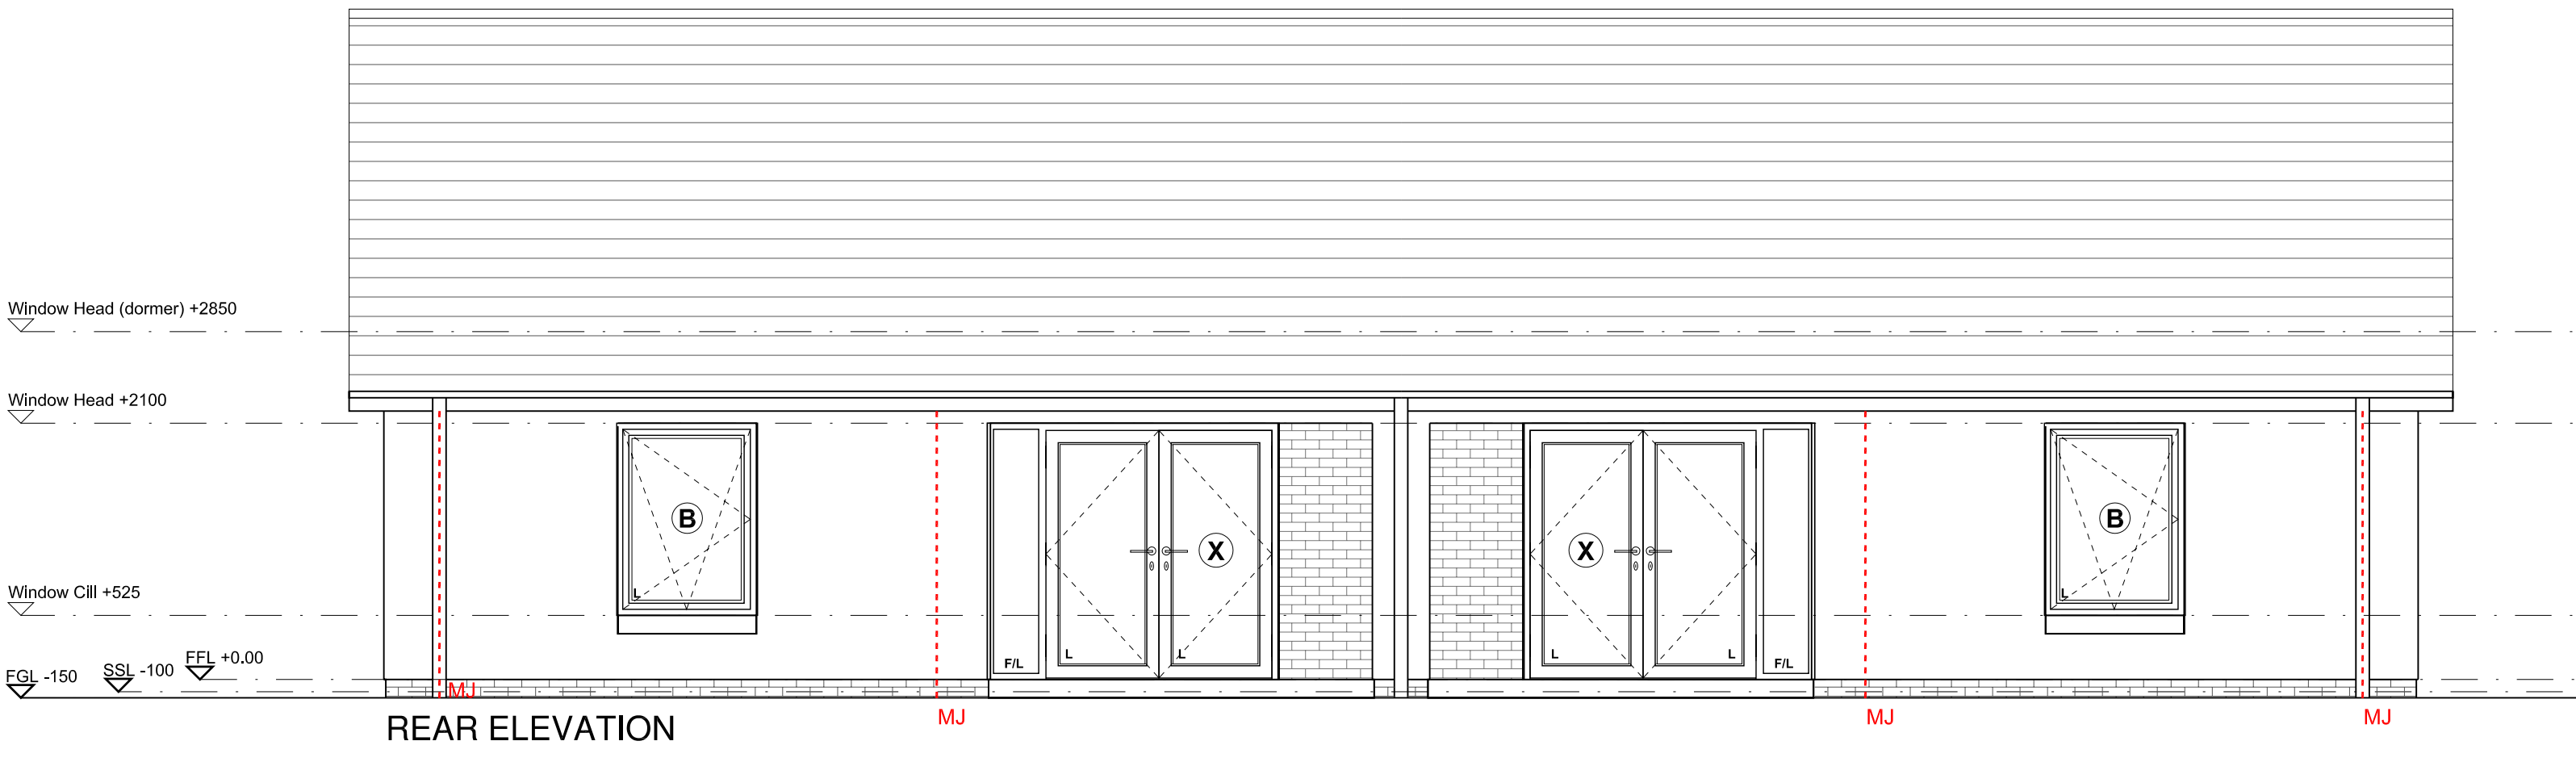 Window Head (dormer) +2850
Window Head +2100
B
X
X
B
Window Cill +525
L
L
FFL +0.00
SSL -100
FGL -150
F/L
L
L
L
L
F/L
MJ
MJ
MJ
MJ
REAR ELEVATION